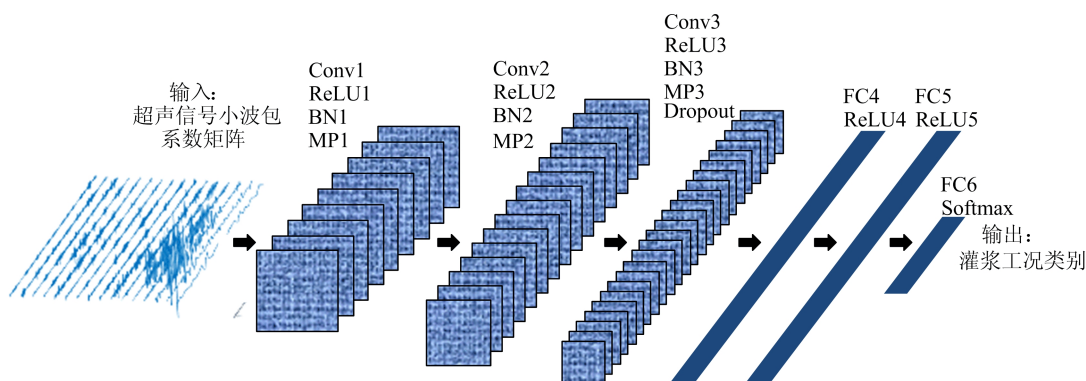 输入：
超声信号小波包
系数矩阵
Conv1
ReLU1
BN1
MP1
Conv2
ReLU2
BN2
MP2
Conv3
ReLU3
BN3
MP3
Dropout
FC4
ReLU4
FC5
ReLU5
FC6
Softmax
输出：
灌浆工况类别